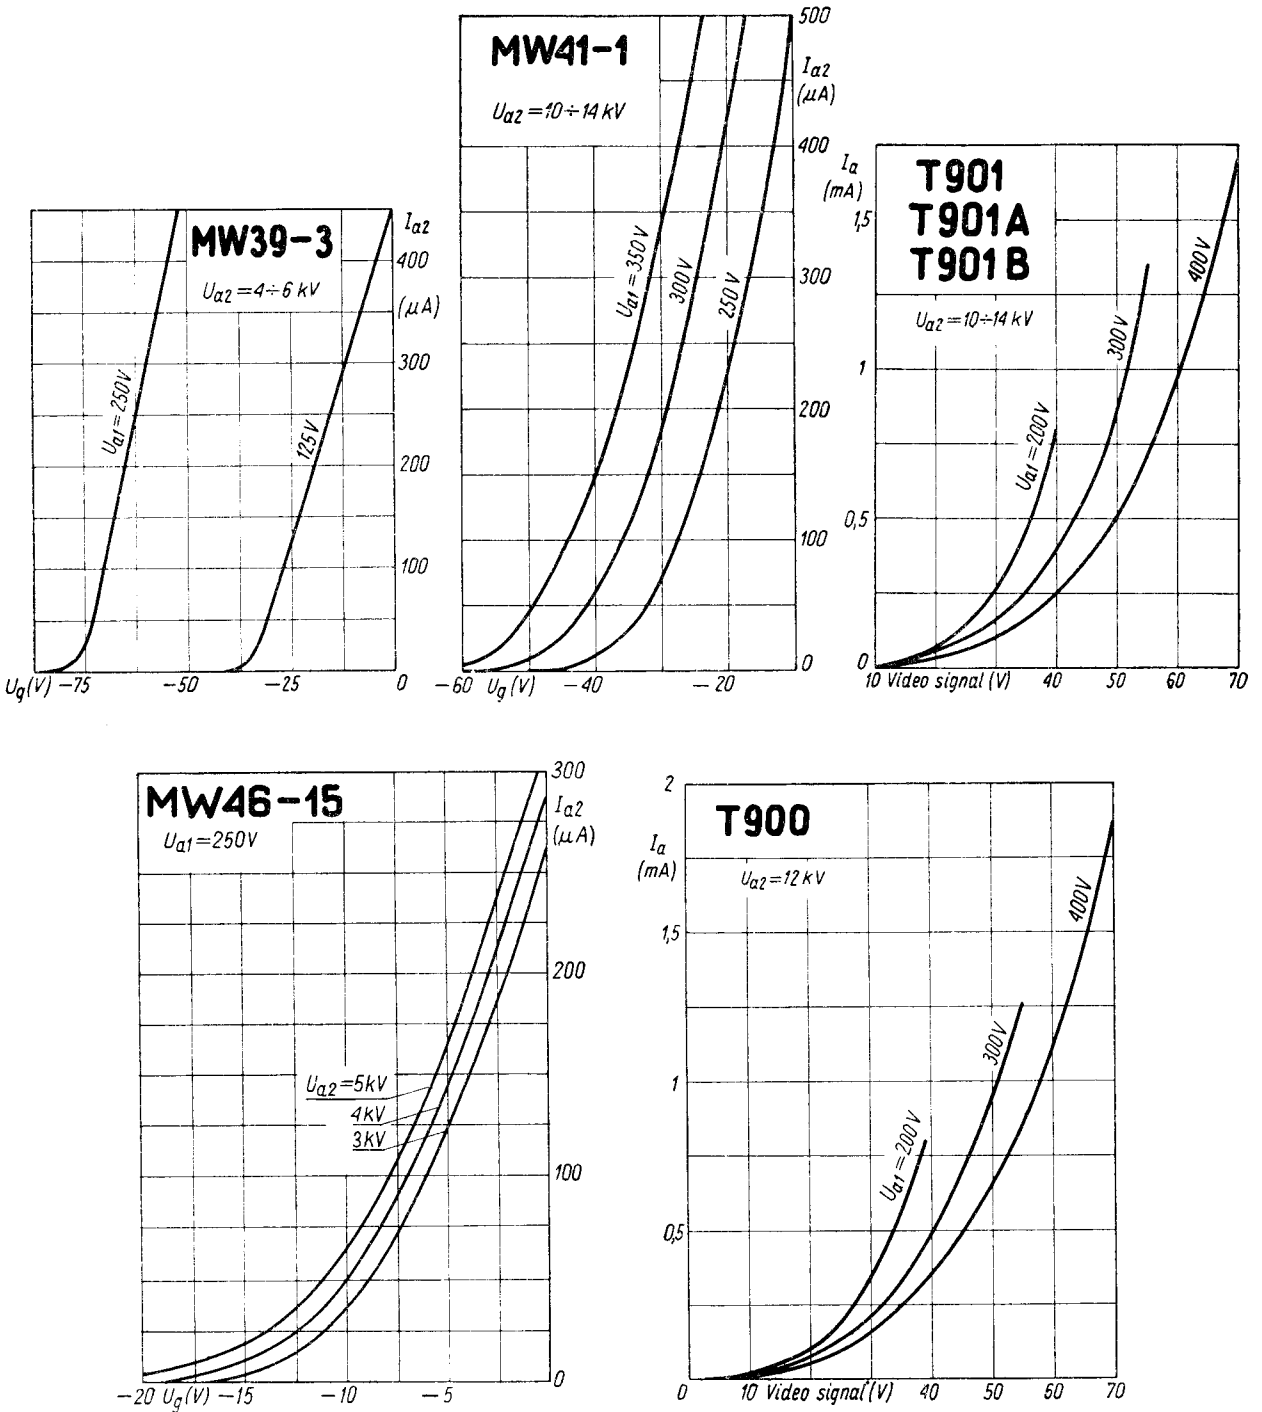 MW39-3
Ua2=4÷6 kV
Ua1=250V
125V
Ia2
400
(μA)
300
200
100
Ug(V) -75 -50 -25 0
MW41-1
Ua2=10÷14 kV
Ua1=350V
300V
250V
500
Ia2
(μA)
400
300
200
100
0
-60 Ug(V) -40 -20
T901
T901A
T901B
Ua2=10÷14 kV
Ia
(mA)
1,5
1
0,5
0
Ua1=200V
300V
400V
10 Video signal (V) 40 50 60 70
MW46-15
Ua1=250V
300
Ia2
(μA)
200
100
0
Ua2=5kV
4kV
3kV
-20 Ug(V) -15 -10 -5
T900
Ua2=12kV
2
Ia
(mA)
1,5
1
0,5
Ua1=200V
300V
400V
0 10 Video signal (V) 40 50 60 70